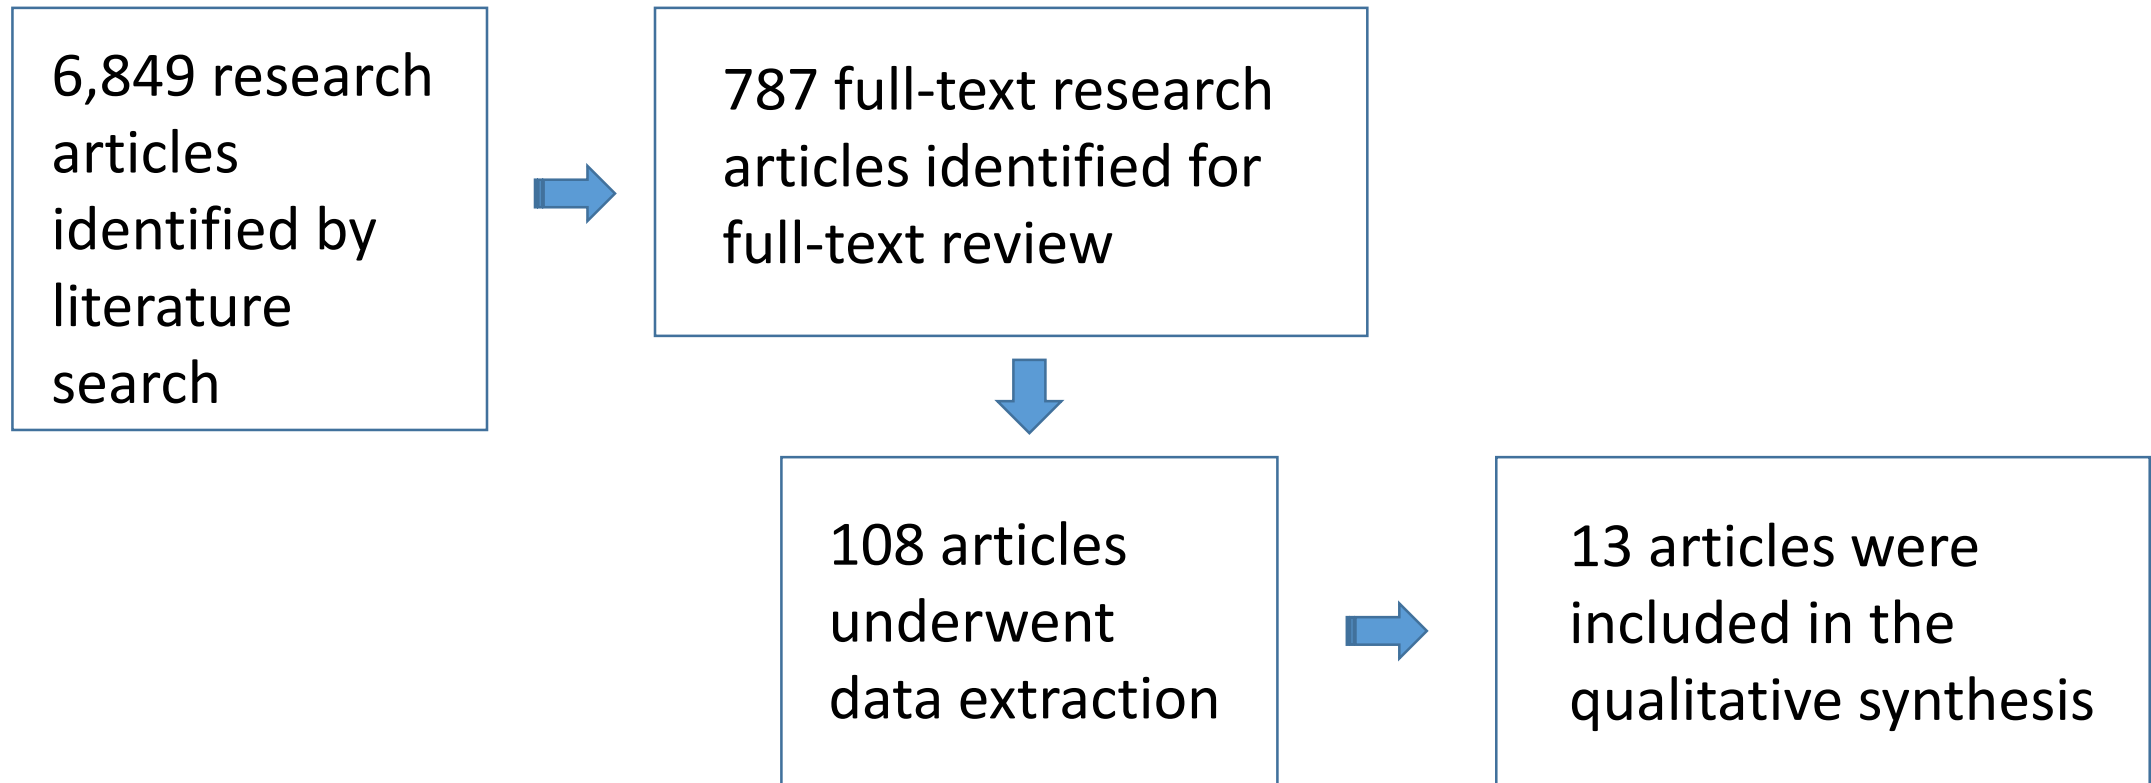 6,849 research
articles
identified by
literature
search
787 full-text research
articles identified for
full-text review
108 articles
underwent
data extraction
13 articles were
included in the
qualitative synthesis